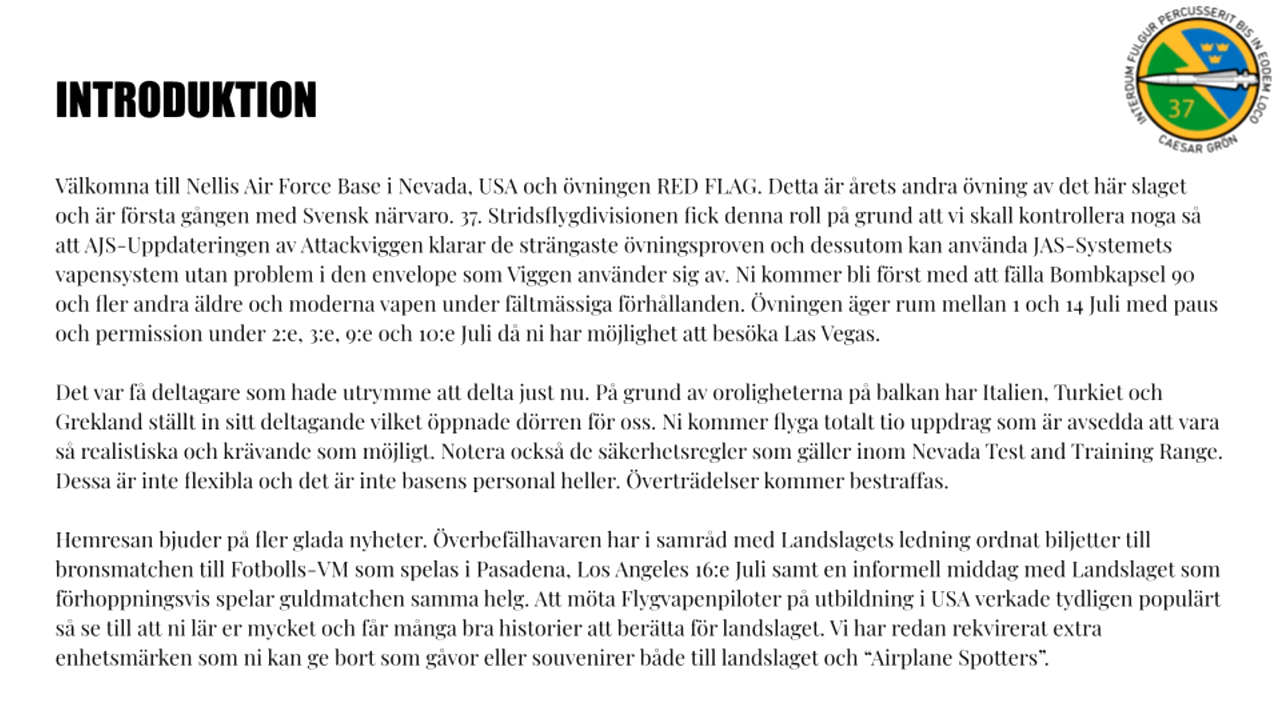 INTERDUM FULGUR PERCUSSERIT BIS IN EODEM LOCO
37
CAESAR GRÖN
INTRODUKTION
Välkomna till Nellis Air Force Base i Nevada, USA och övningen RED FLAG. Detta är årets andra övning av det här slaget
och är första gången med Svensk närvaro. 37. Stridsflygdivisionen fick denna roll på grund att vi skall kontrollera noga så
att AJS-Uppdateringen av Attackviggen klarar de strängaste övningsproven och dessutom kan använda JAS-Systemets
vapensystem utan problem i den envelope som Viggen använder sig av. Ni kommer bli först med att fälla Bombkapsel 90
och fler andra äldre och moderna vapen under fältmässiga förhållanden. Övningen äger rum mellan 1 och 14 Juli med paus
och permission under 2:e, 3:e, 9:e och 10:e Juli då ni har möjlighet att besöka Las Vegas.
Det var få deltagare som hade utrymme att delta just nu. På grund av oroligheterna på balkan har Italien, Turkiet och
Grekland ställt in sitt deltagande vilket öppnade dörren för oss. Ni kommer flyga totalt tio uppdrag som är avsedda att vara
så realistiska och krävande som möjligt. Notera också de säkerhetsregler som gäller inom Nevada Test and Training Range.
Dessa är inte flexibla och det är inte basens personal heller. Överträdelser kommer bestraffas.
Hemresan bjuder på fler glada nyheter. Överbefälhavaren har i samråd med Landslagets ledning ordnat biljetter till
bronsmatchen till Fotbolls-VM som spelas i Pasadena, Los Angeles 16:e Juli samt en informell middag med Landslaget som
förhoppningsvis spelar guldmatchen samma helg. Att möta Flygvapenpiloter på utbildning i USA verkade tydligen populärt
så se till att ni lär er mycket och får många bra historier att berätta för landslaget. Vi har redan rekvirerat extra
enhetsmärken som ni kan ge bort som gåvor eller souvenirer både till landslaget och “Airplane Spotters”.